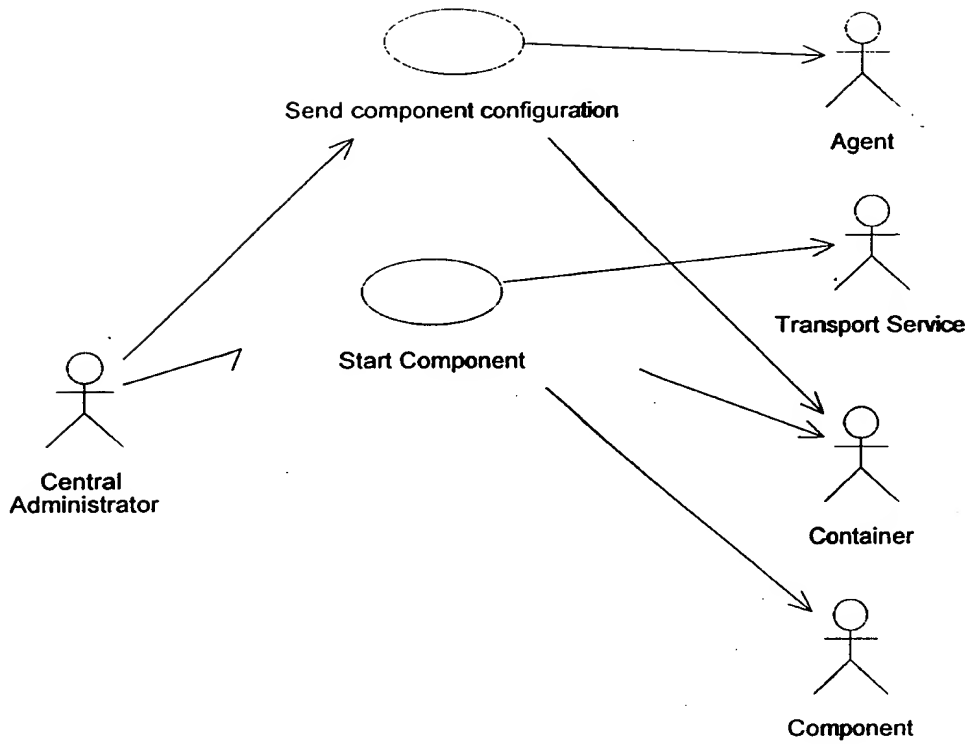 Send component configuration
Agent
Transport Service
Start Component
Central
Administrator
Container
Component